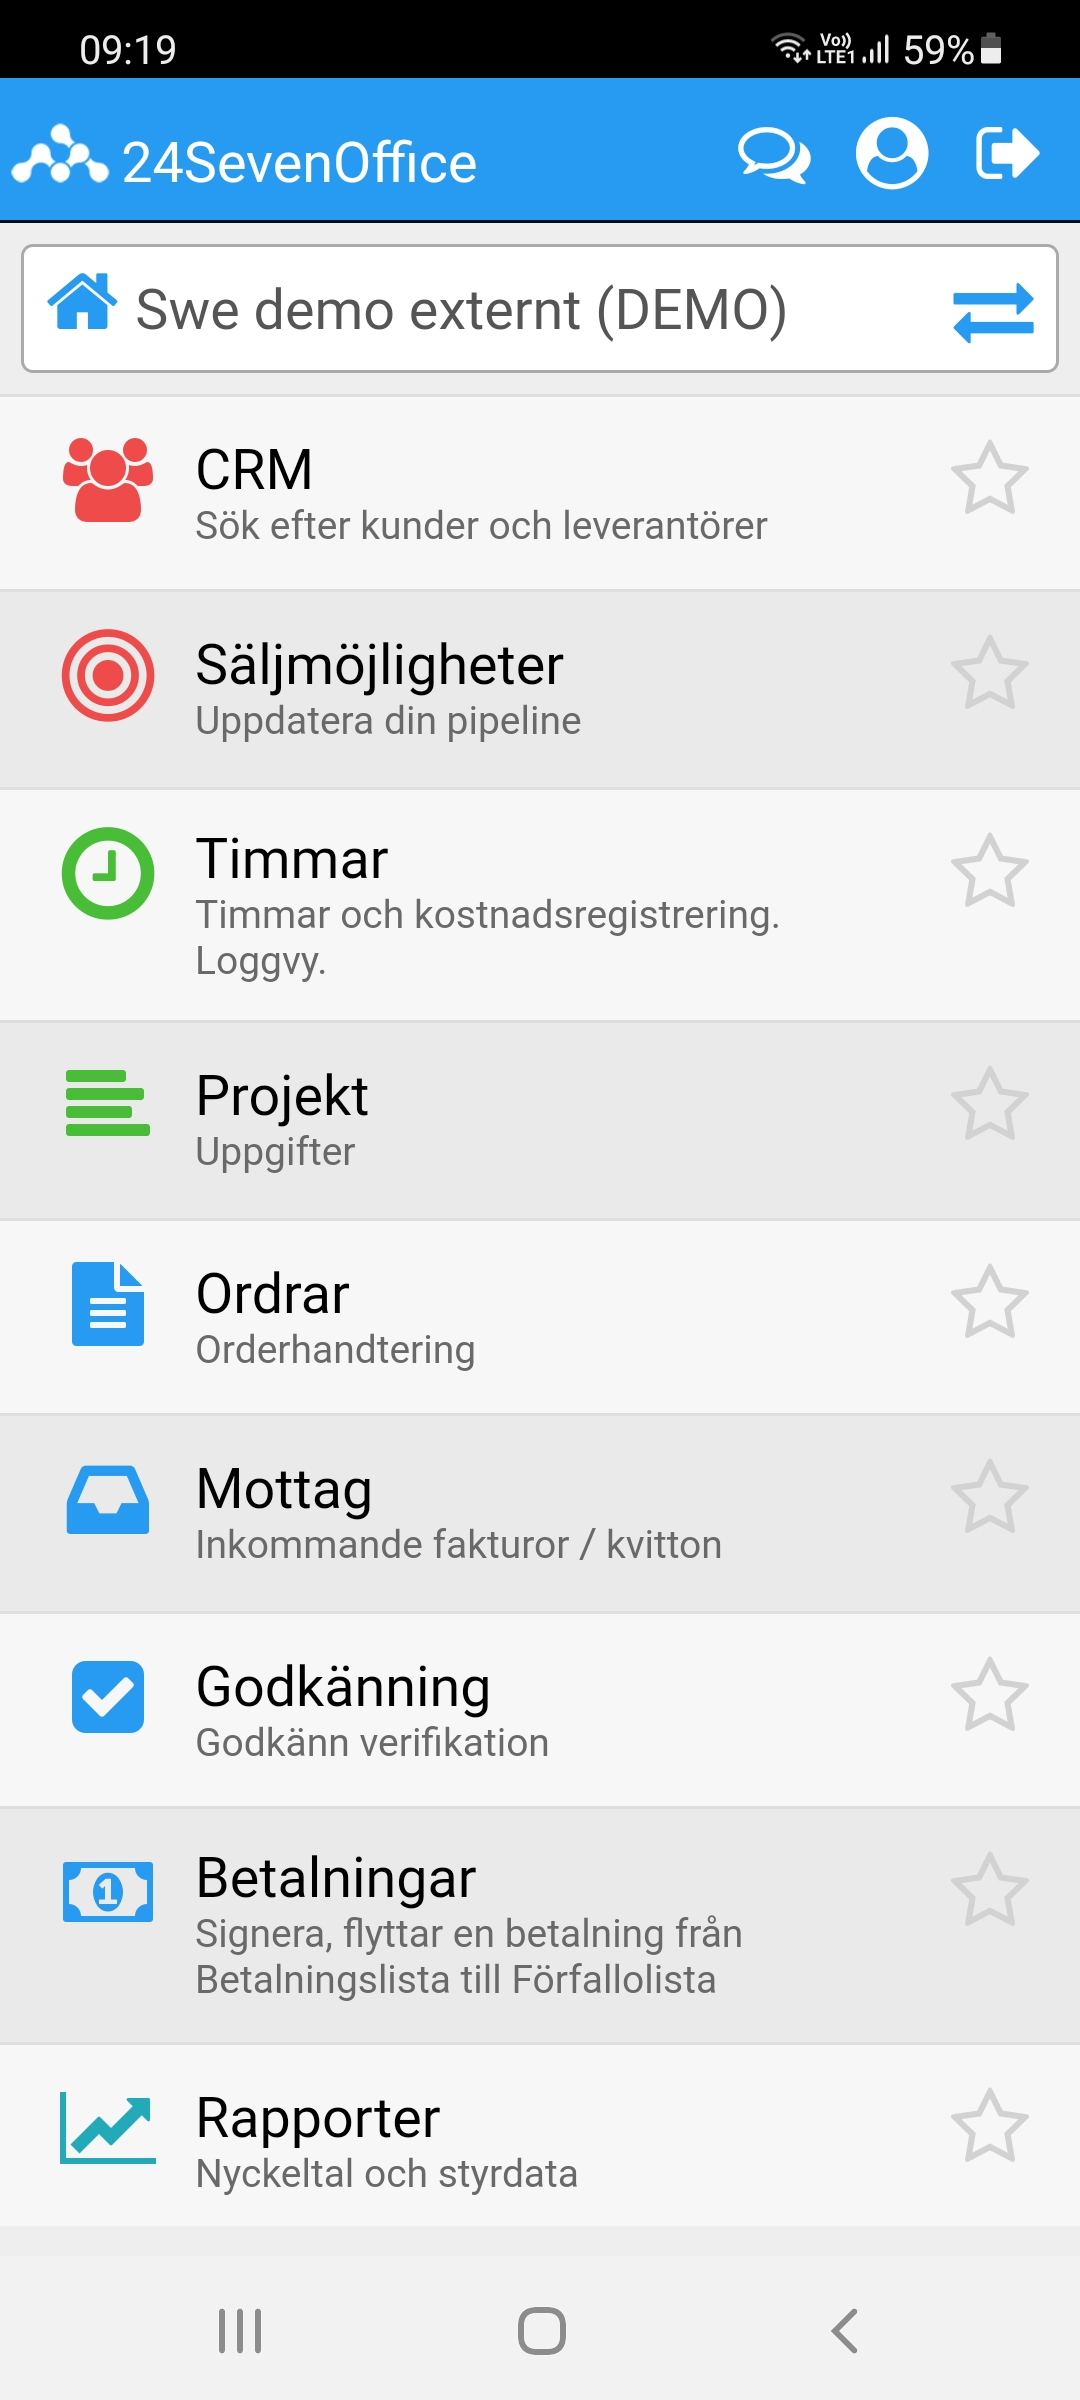 09:19
Vo)) LTE1 59%
24SevenOffice
Swe demo externt (DEMO)
CRM
Sök efter kunder och leverantörer
Säljmöjligheter
Uppdatera din pipeline
Timmar
Timmar och kostnadsregistrering.
Loggvy.
Projekt
Uppgifter
Ordrar
Orderhandtering
Mottag
Inkommande fakturor / kvitton
Godkänning
Godkänn verifikation
1
Betalningar
Signera, flyttar en betalning från
Betalningslista till Förfallolista
Rapporter
Nyckeltal och styrdata